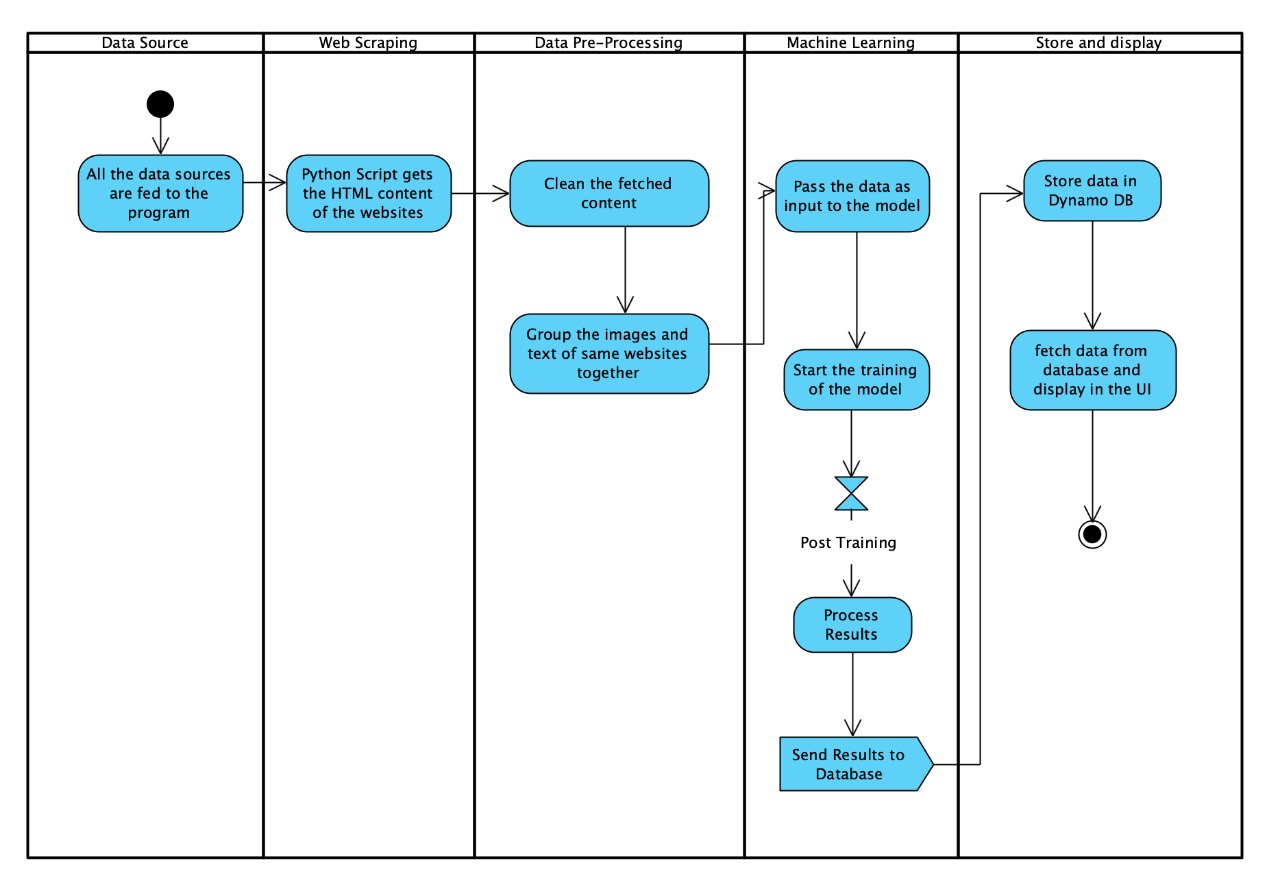 Data Source
Web Scraping
Data Pre-Processing
Machine Learning
Store and display
All the data sources
are fed to the
program
Python Script gets
the HTML content
of the websites
Clean the fetched
content
Group the images and
text of same websites
together
Pass the data as
input to the model
Start the training
of the model
Post Training
Process
Results
Send Results to
Database
Store data in
Dynamo DB
fetch data from
database and
display in the UI